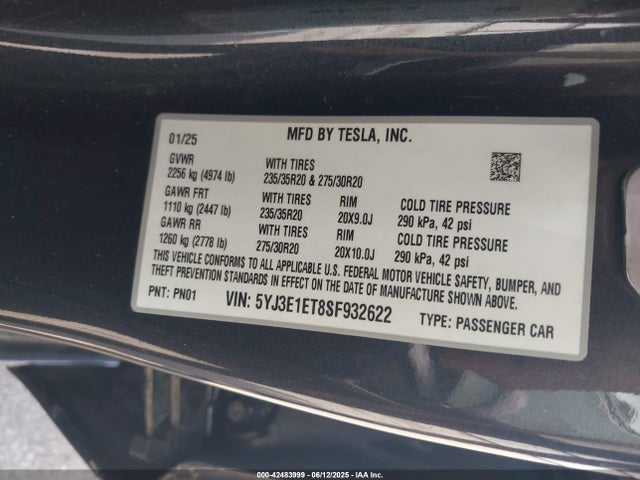 01/25 MFD BY TESLA, INC.
GVWR
2256 kg (4974 lb) WITH TIRES
235/35R20 & 275/30R20
GAWR FRT WITH TIRES RIM COLD TIRE PRESSURE
1110 kg (2447 lb) 235/35R20 20X9.0J 290 kPa, 42 psi
GAWR RR WITH TIRES RIM COLD TIRE PRESSURE
1260 kg (2778 lb) 275/30R20 20X10.0J 290 kPa, 42 psi
THIS VEHICLE CONFORMS TO ALL APPLICABLE U.S. FEDERAL MOTOR VEHICLE SAFETY, BUMPER, AND
THEFT PREVENTION STANDARDS IN EFFECT ON THE DATE OF MANUFACTURE SHOWN ABOVE.
PNT: PN01 VIN: 5YJ3E1ET8SF932622 TYPE: PASSENGER CAR
000-42483999 - 06/12/2025 - IAA Inc.